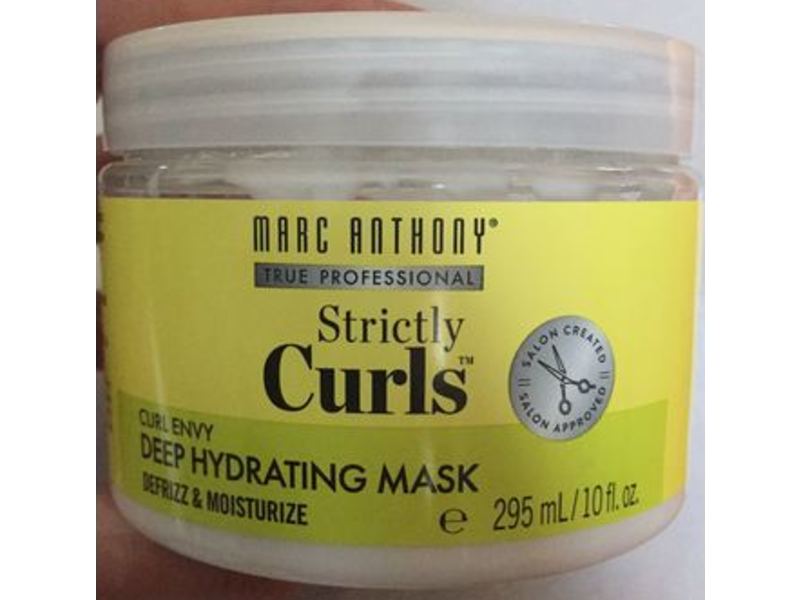 MARC ANTHONY®
TRUE PROFESSIONAL
Strictly
Curls™
SALON CREATED
SALON APPROVED
CURL ENVY
DEEP HYDRATING MASK
DEFRIZZ & MOISTURIZE
e 295 mL/10 fl. oz.